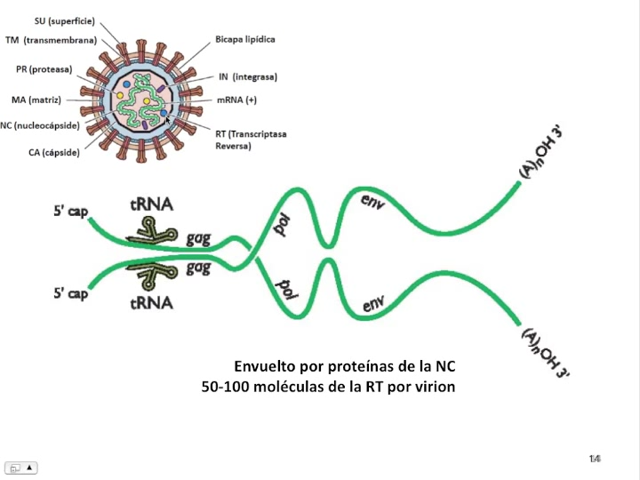 SU (superficie)
TM (transmembrana)
PR (proteasa)
MA (matriz)
NC (nucleocápside)
CA (cápside)
Bicapa lipídica
IN (integrasa)
mRNA (+)
RT (Transcriptasa
Reversa)
5' cap
tRNA
gag
pol
env
(A)nOH 3'
5' cap
tRNA
gag
pol
env
(A)nOH 3'
Envuelto por proteínas de la NC
50-100 moléculas de la RT por virion